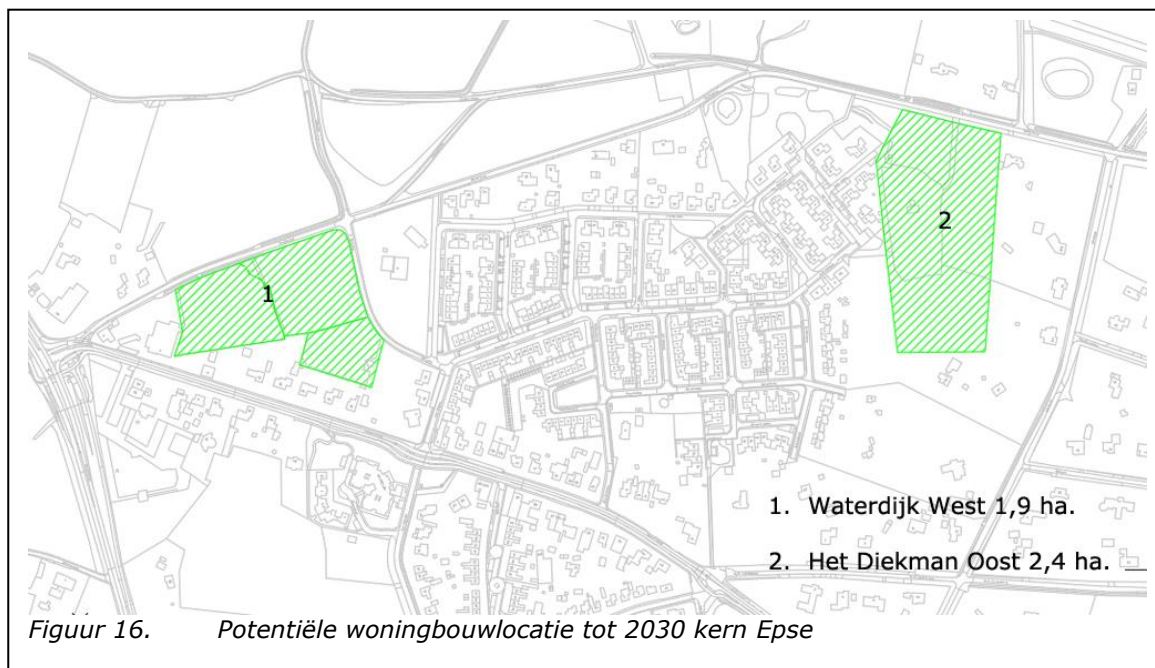 1
2
1. Waterdijk West 1,9 ha.
2. Het Diekman Oost 2,4 ha.
Figuur 16. Potentiële woningbouwlocatie tot 2030 kern Epse